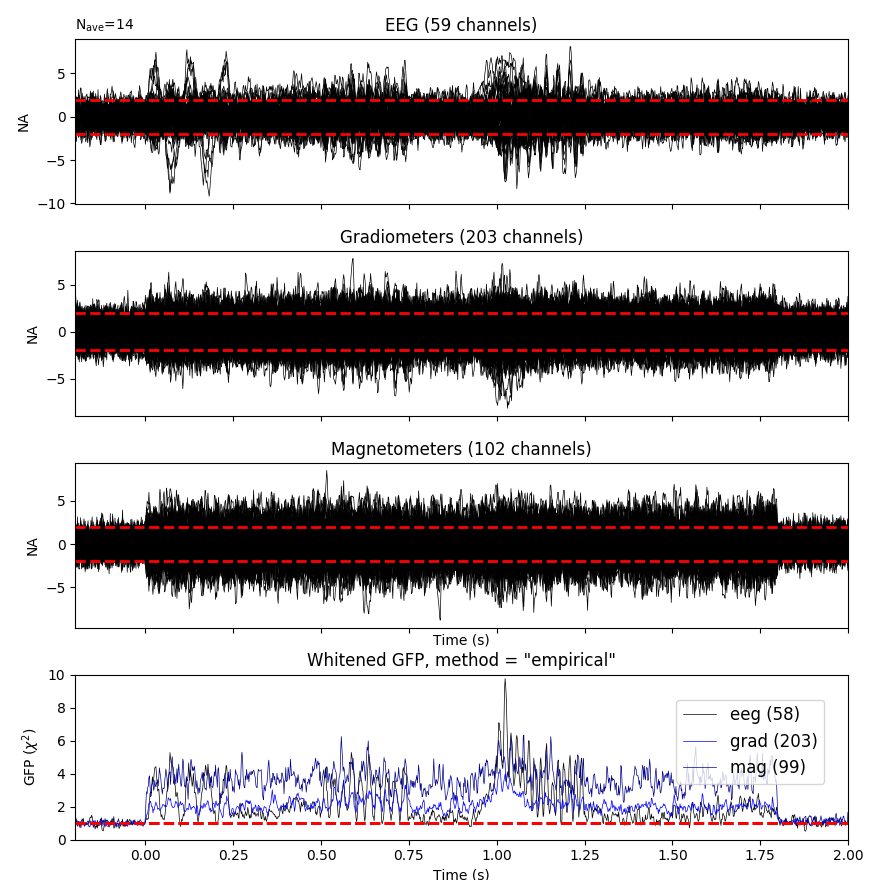 N_ave=14
EEG (59 channels)
5
0
−5
−10
NA
Gradiometers (203 channels)
5
0
−5
NA
Magnetometers (102 channels)
5
0
−5
NA
Time (s)
Whitened GFP, method = "empirical"
10
8
6
4
2
0
GFP (χ²)
eeg (58)
grad (203)
mag (99)
0.00 0.25 0.50 0.75 1.00 1.25 1.50 1.75 2.00
Time (s)